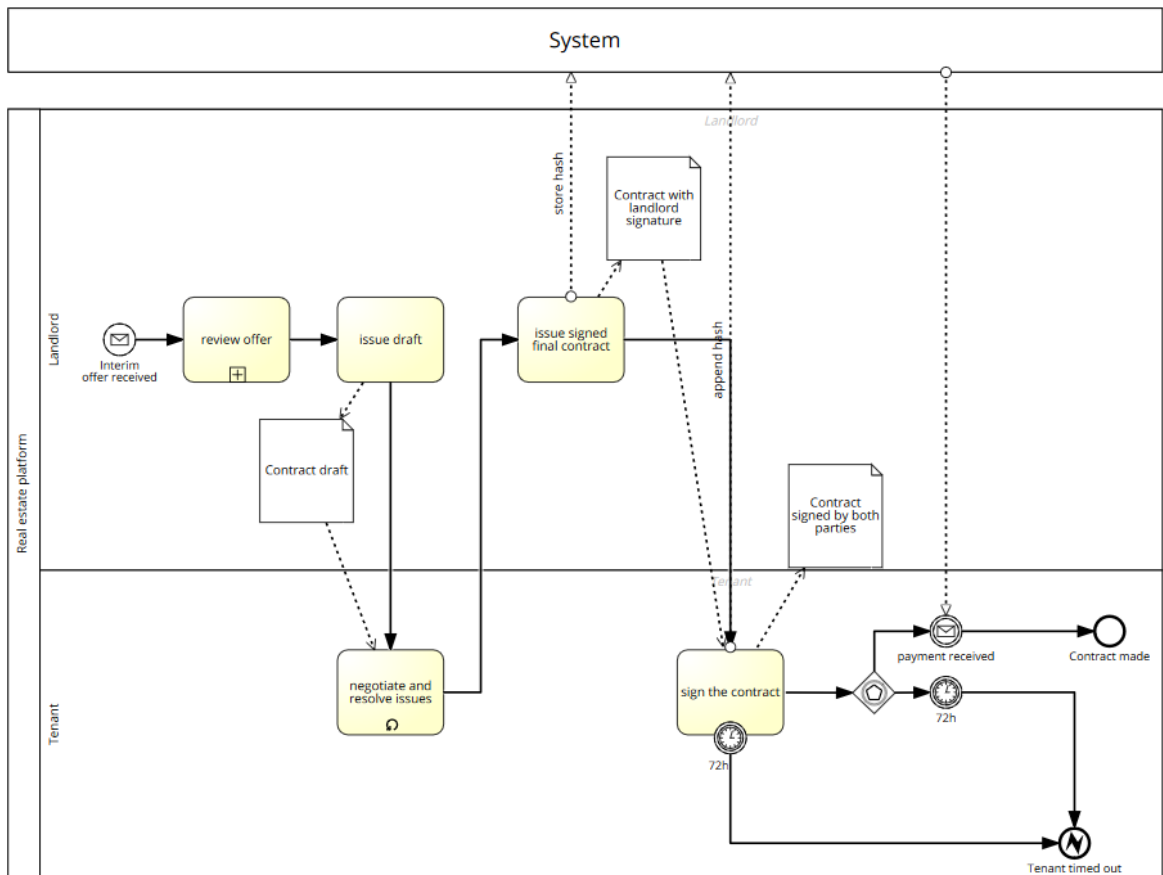 System
Landlord
store hash
Contract with
landlord
signature
Landlord
review offer
issue draft
issue signed
final contract
Interim
offer received
append hash
Real estate platform
Contract draft
Contract
signed by both
parties
Tenant
payment received
Contract made
negotiate and
resolve issues
sign the contract
Tenant
72h
72h
Tenant timed out